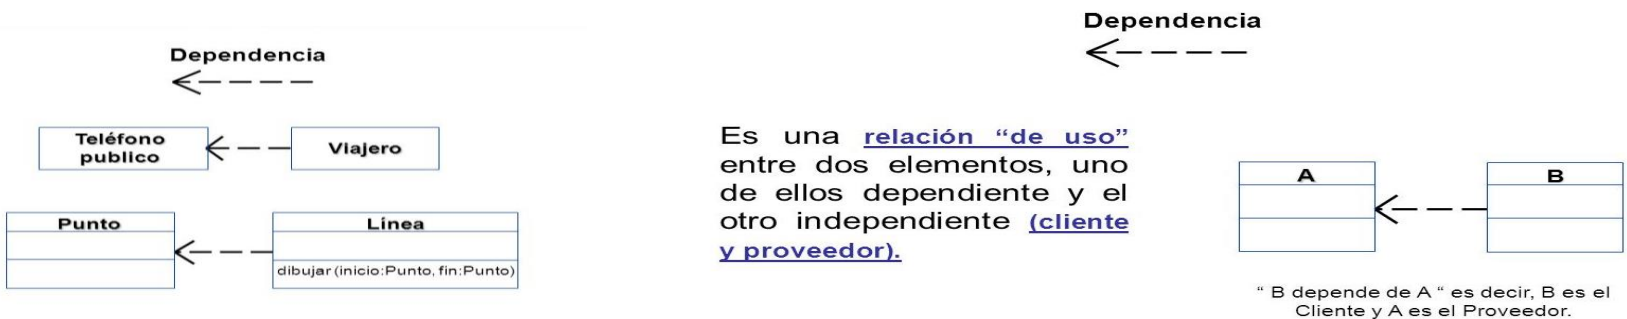 Dependencia
Teléfono
publico
Viajero
Punto
Línea
dibujar(inicio:Punto, fin:Punto)
Dependencia
Es una relación “de uso”
entre dos elementos, uno
de ellos dependiente y el
otro independiente (cliente
y proveedor).
A
B
“ B depende de A “ es decir, B es el
Cliente y A es el Proveedor.